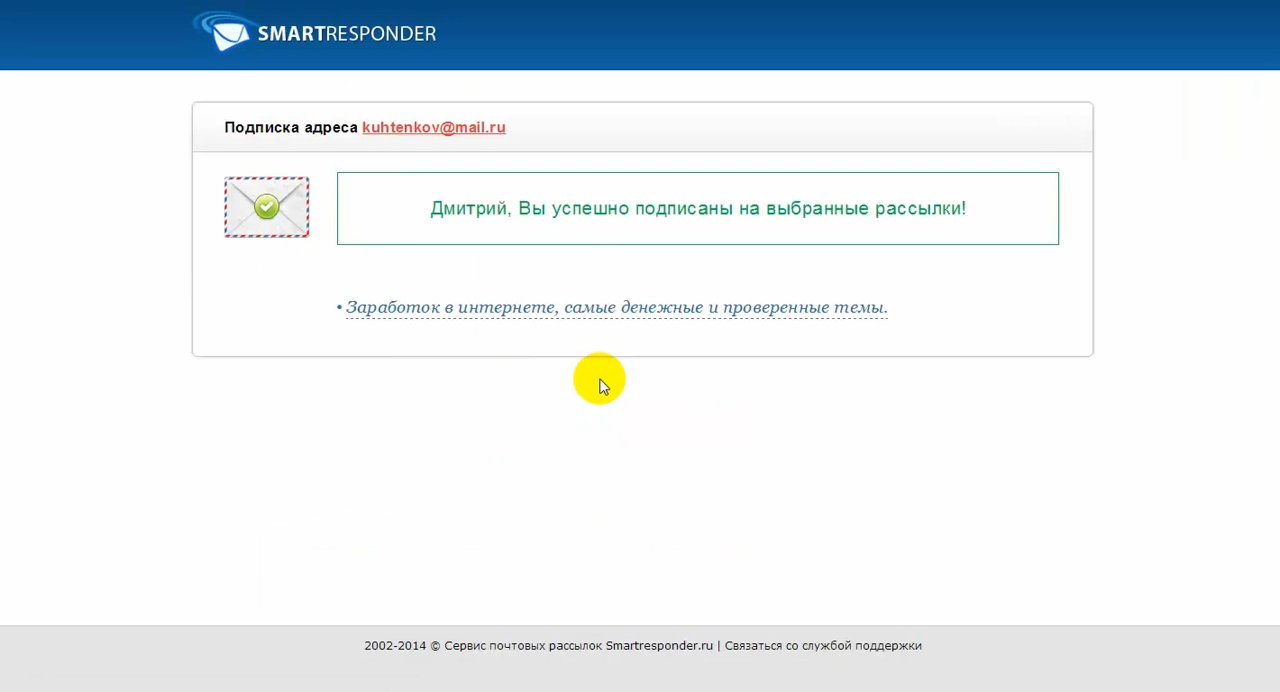 SMARTRESPONDER
Подписка адреса kuhtenkov@mail.ru
Дмитрий, Вы успешно подписаны на выбранные рассылки!
• Заработок в интернете, самые денежные и проверенные темы.
2002-2014 © Сервис почтовых рассылок Smartresponder.ru | Связаться со службой поддержки